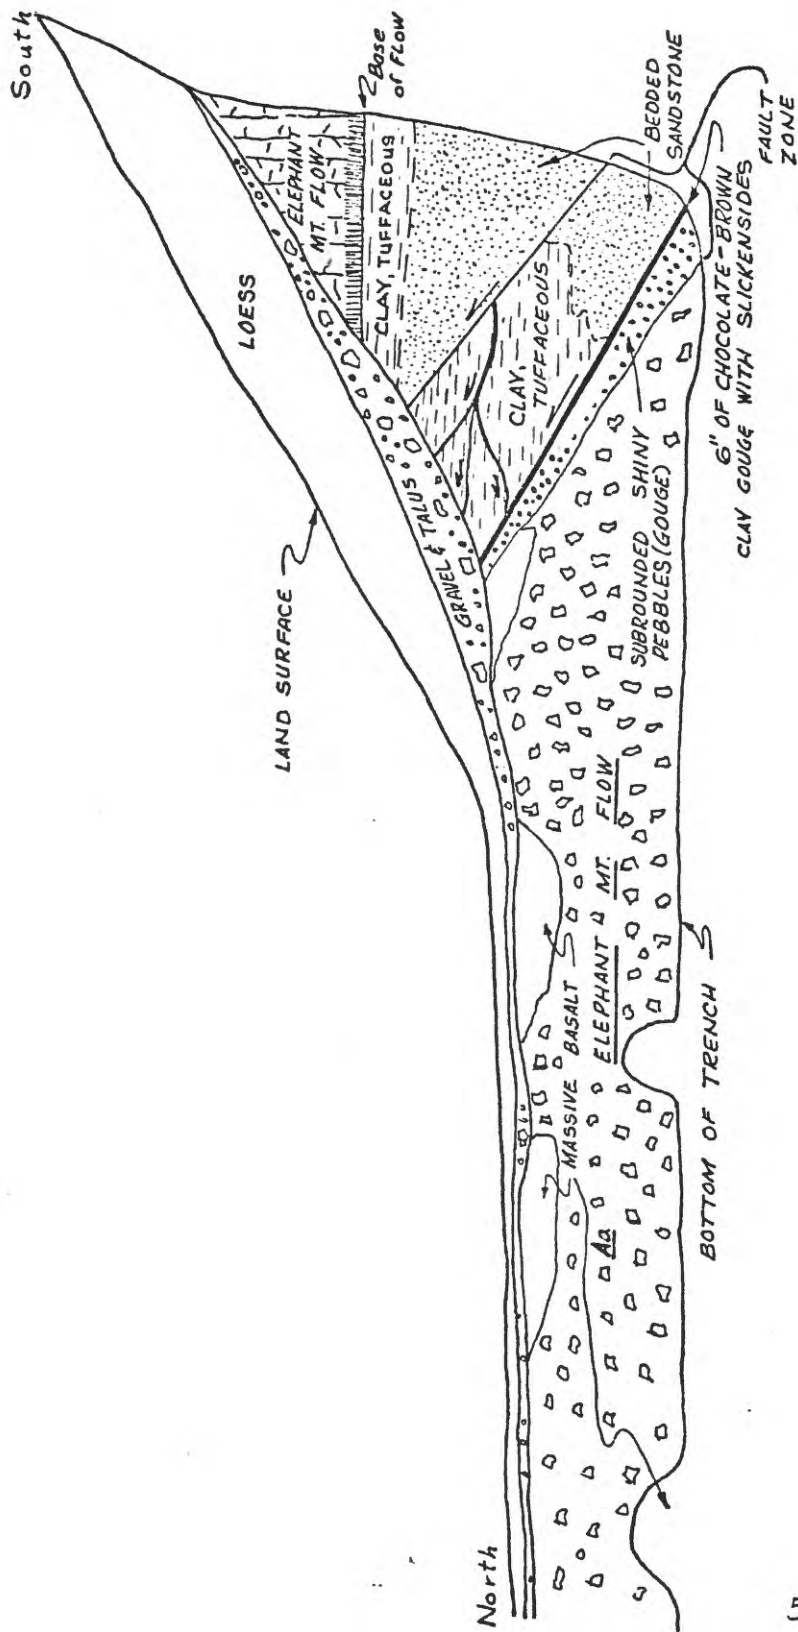 South
LOESS
ELEPHANT
MT. FLOW
Base
of Flow
CLAY, TUFFACEOUS
BEDDED
SANDSTONE
FAULT
ZONE
CLAY,
TUFFACEOUS
GRAVEL & TALUS
LAND SURFACE
6" OF CHOCOLATE-BROWN
CLAY GOUGE WITH SLICKENSIDES
SUBROUNDED SHINY
PEBBLES (GOUGE)
MASSIVE BASALT
Aa ELEPHANT MT. FLOW
BOTTOM OF TRENCH
North